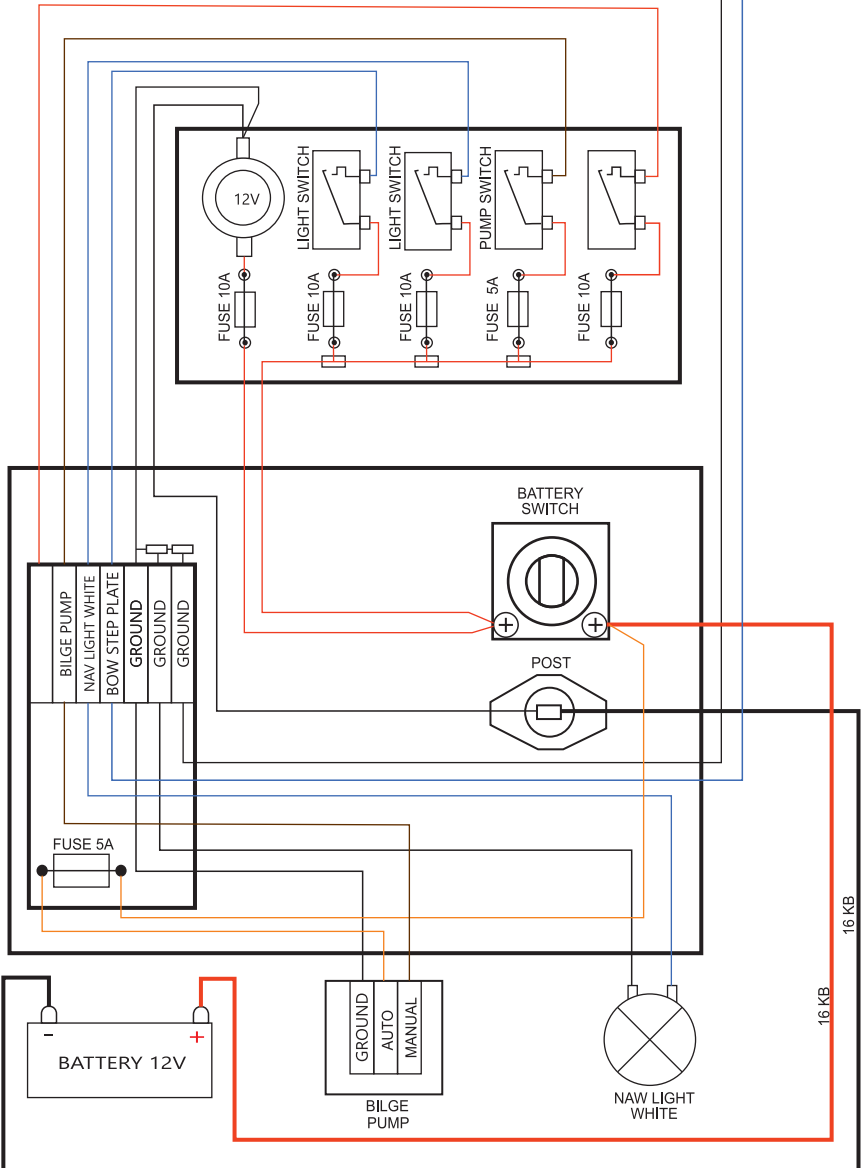 12V
LIGHT SWITCH
LIGHT SWITCH
PUMP SWITCH
FUSE 10A
FUSE 10A
FUSE 10A
FUSE 5A
FUSE 10A
BATTERY
SWITCH
+
+
POST
BILGE PUMP
NAV LIGHT WHITE
BOW STEP PLATE
GROUND
GROUND
GROUND
FUSE 5A
16 KB
16 KB
-
+
BATTERY 12V
GROUND
AUTO
MANUAL
BILGE
PUMP
NAW LIGHT
WHITE